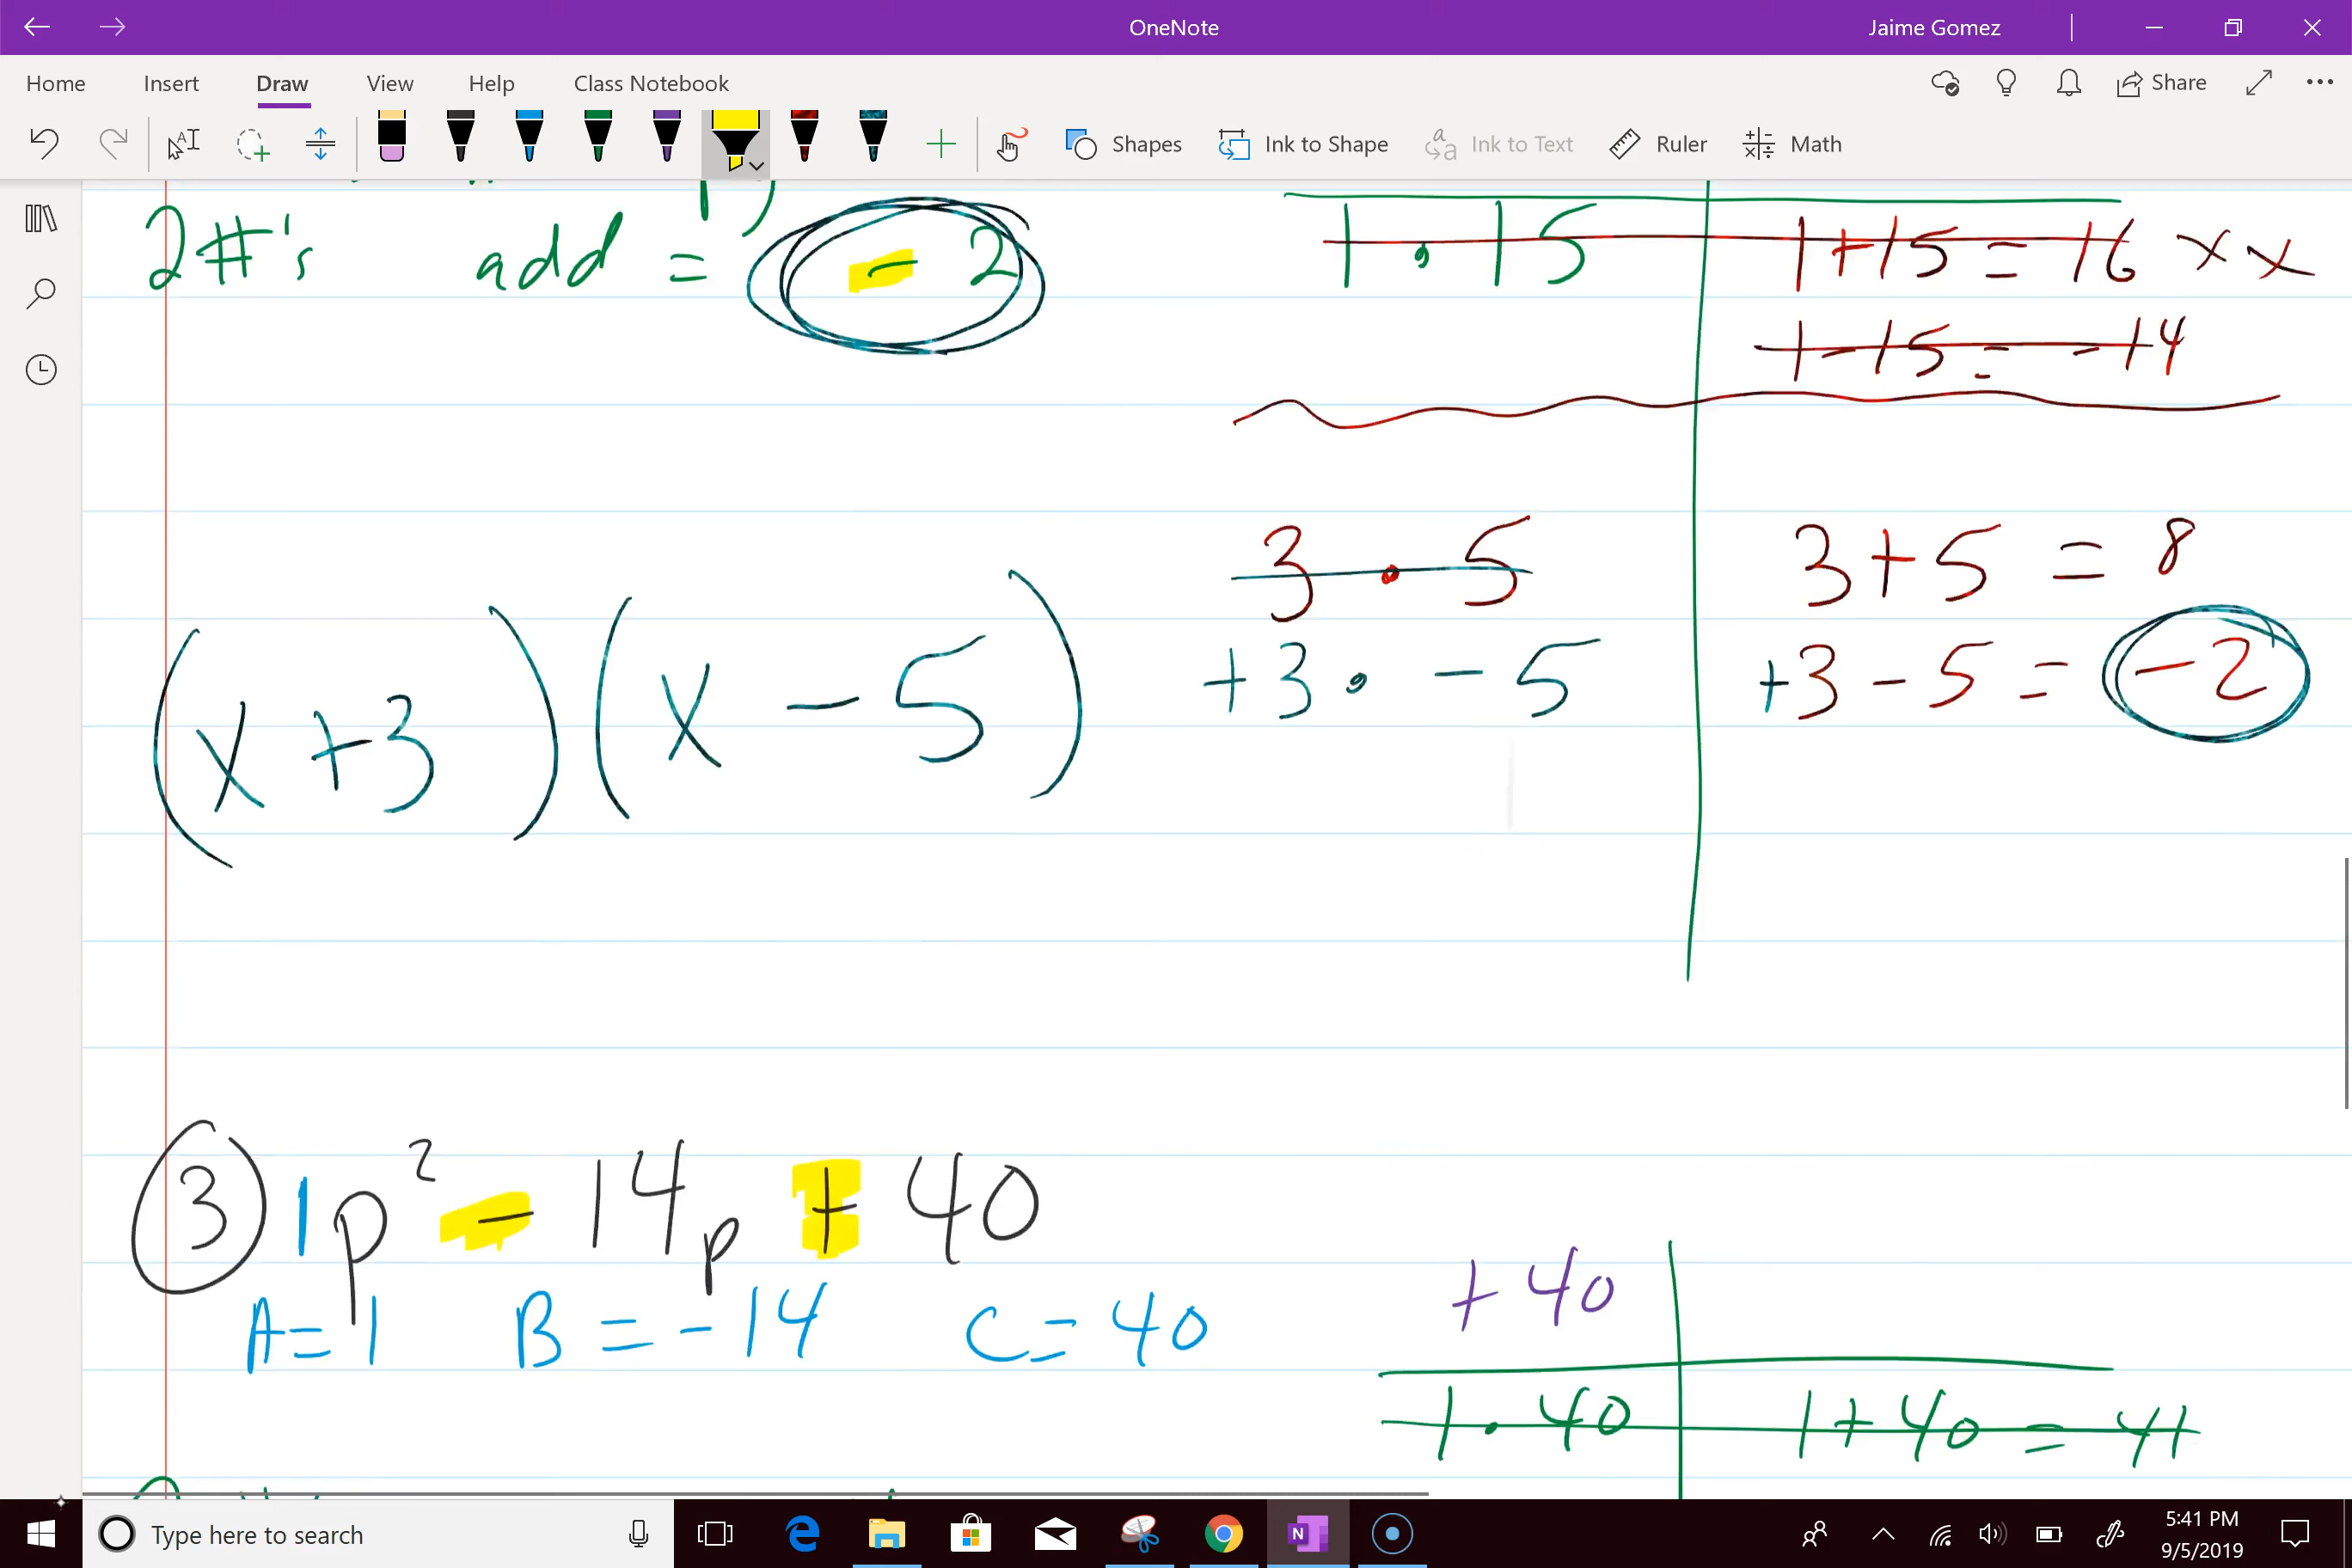 OneNote
Jaime Gomez
Home Insert Draw View Help Class Notebook Share
Shapes Ink to Shape Ink to Text Ruler Math
2#'s add = - 2
1 . 15
1+15 = 16 x x
1-15 = -14
3 . 5
3+5 = 8
+3 . - 5
+3 - 5 = -2
(x +3)(x - 5)
3 1p² - 14p + 40
A=1 B = -14 C= 40
+ 40
1 . 40
1 + 40 = 41
Type here to search
5:41 PM
9/5/2019